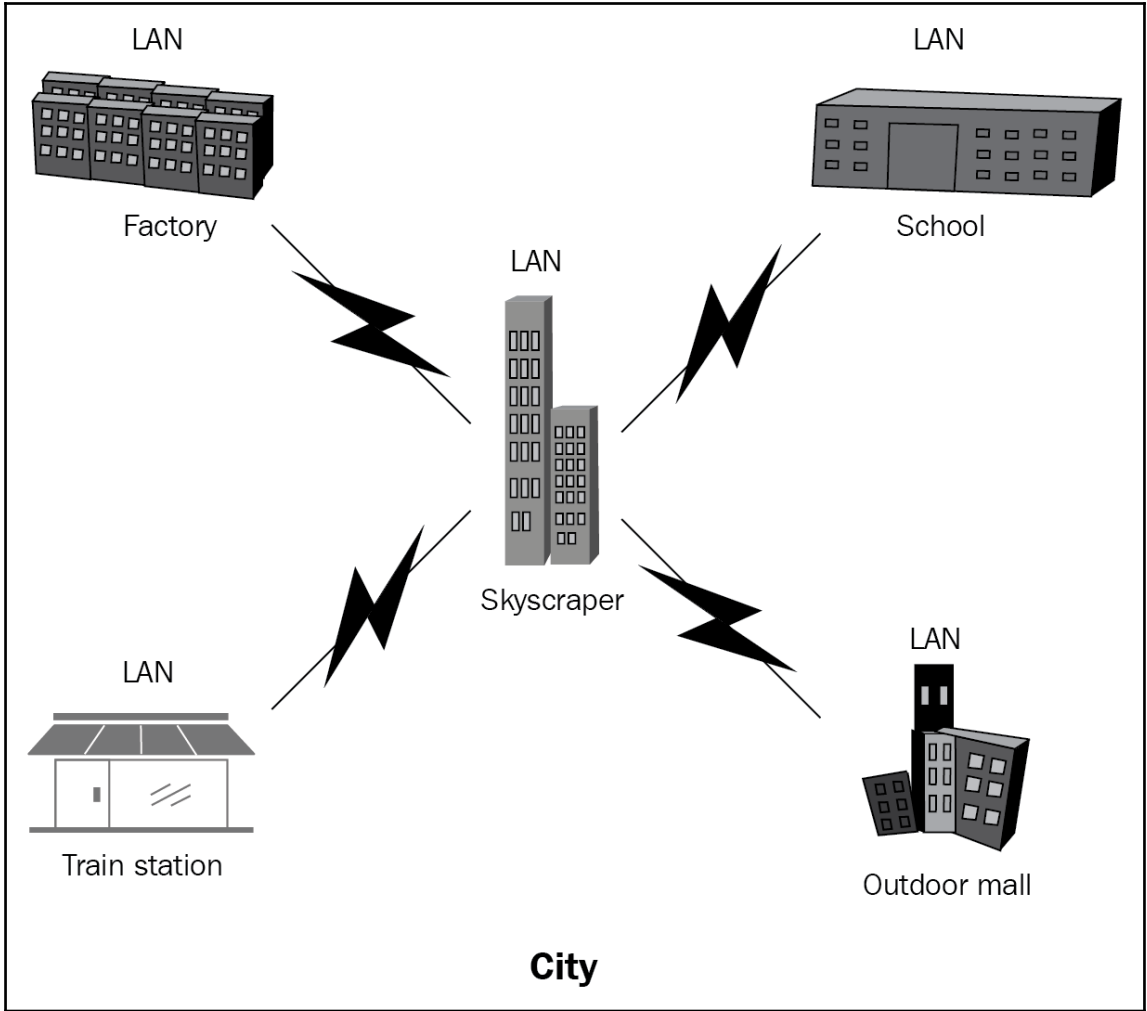 LAN
LAN
Factory
School
LAN
Skyscraper
LAN
LAN
Train station
Outdoor mall
City